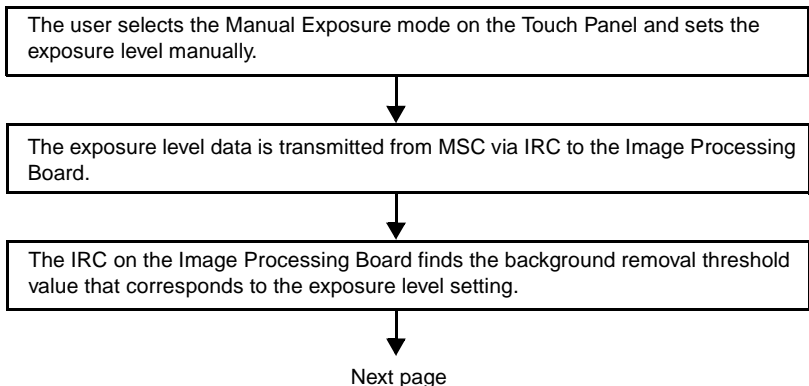 The user selects the Manual Exposure mode on the Touch Panel and sets the
exposure level manually.
The exposure level data is transmitted from MSC via IRC to the Image Processing
Board.
The IRC on the Image Processing Board finds the background removal threshold
value that corresponds to the exposure level setting.
Next page